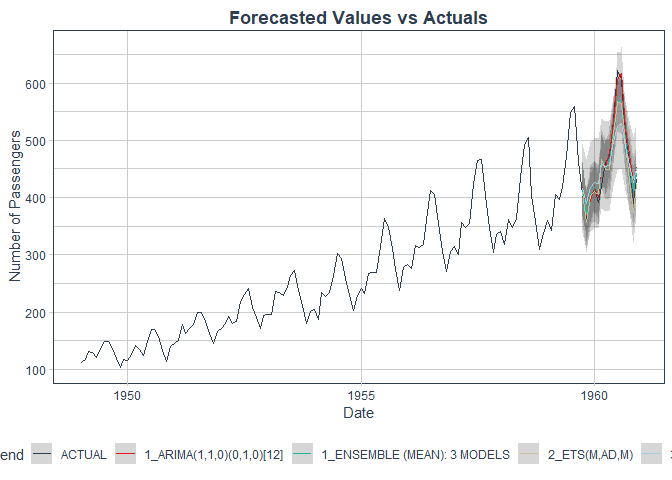 Forecasted Values vs Actuals
Number of Passengers
600
500
400
300
200
100
1950
1955
1960
Date
end ACTUAL 1_ARIMA(1,1,0)(0,1,0)[12] 1_ENSEMBLE (MEAN): 3 MODELS 2_ETS(M,AD,M)